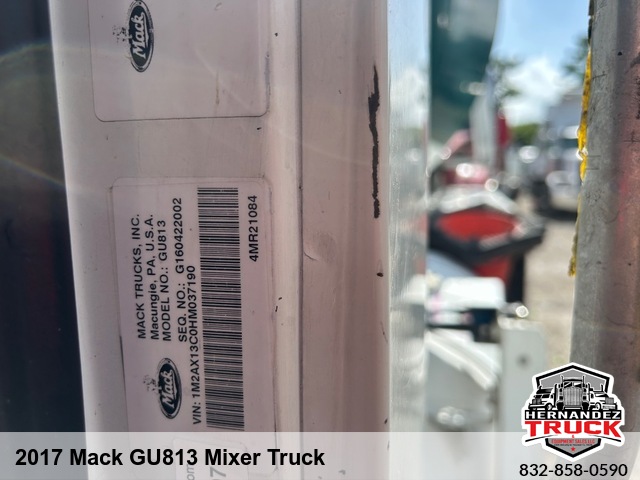 Mack
MACK TRUCKS, INC.
Macungie, PA. U.S.A.
MODEL NO.: GU813
SEQ. NO.: G160422002
VIN: 1M2AX13C0HM037190
4MR21084
Mack
2017 Mack GU813 Mixer Truck
HERNANDEZ
TRUCK
832-858-0590